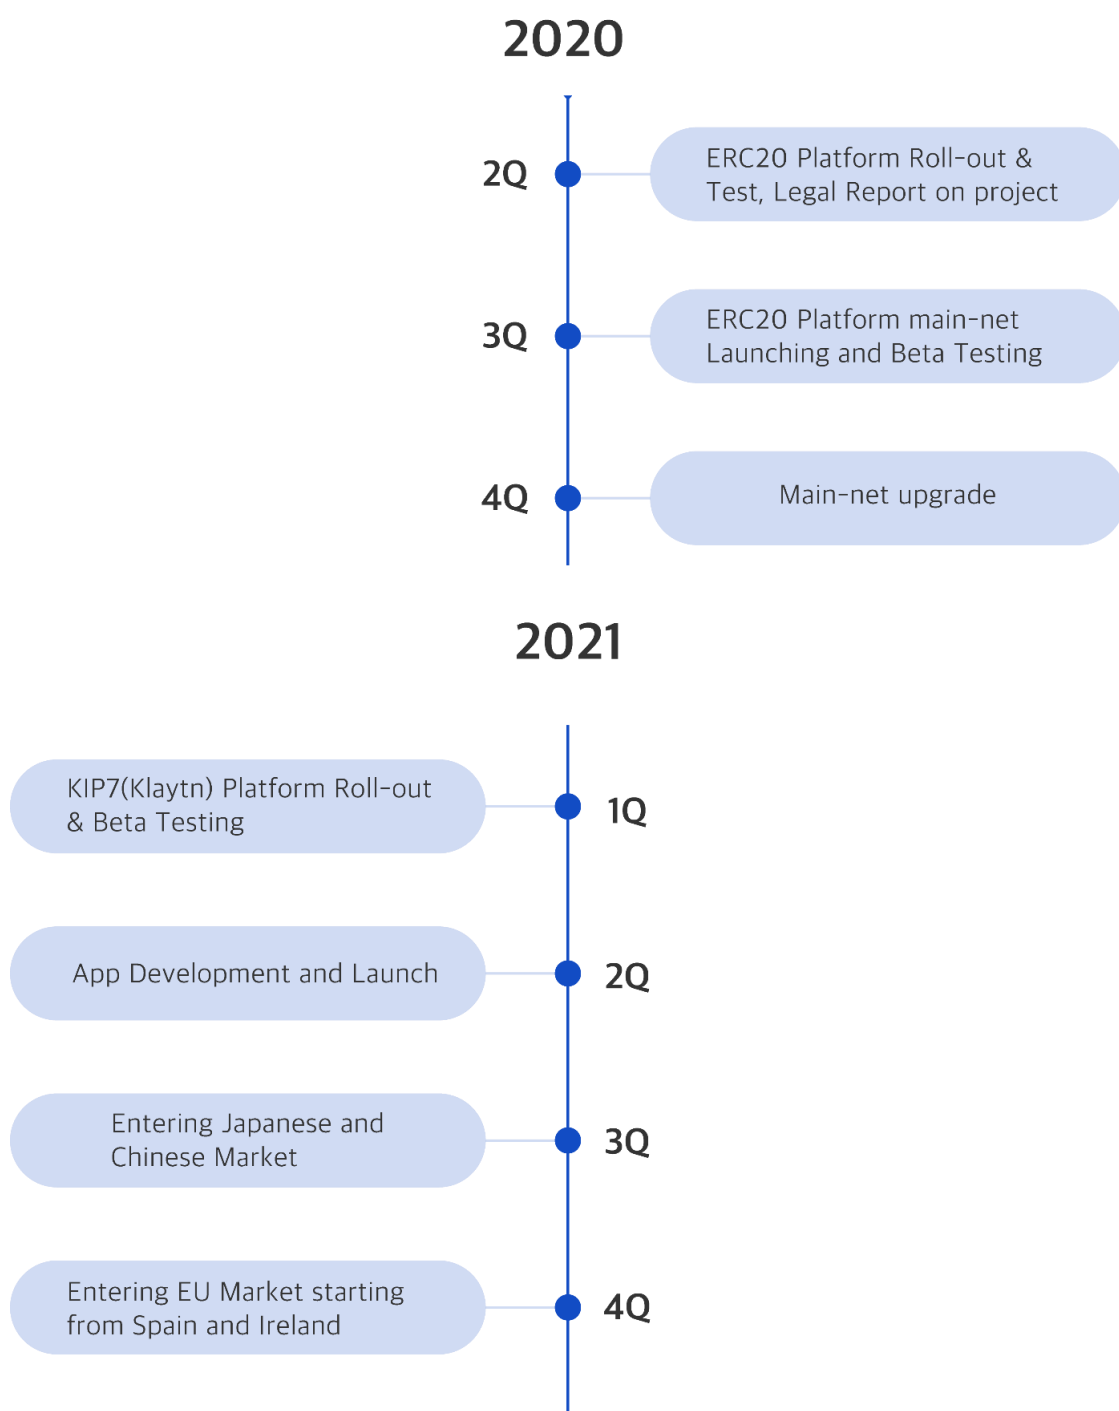 2020
2Q
ERC20 Platform Roll-out &
Test, Legal Report on project
3Q
ERC20 Platform main-net
Launching and Beta Testing
4Q
Main-net upgrade
2021
KIP7(Klaytn) Platform Roll-out
& Beta Testing
1Q
App Development and Launch
2Q
Entering Japanese and
Chinese Market
3Q
Entering EU Market starting
from Spain and Ireland
4Q